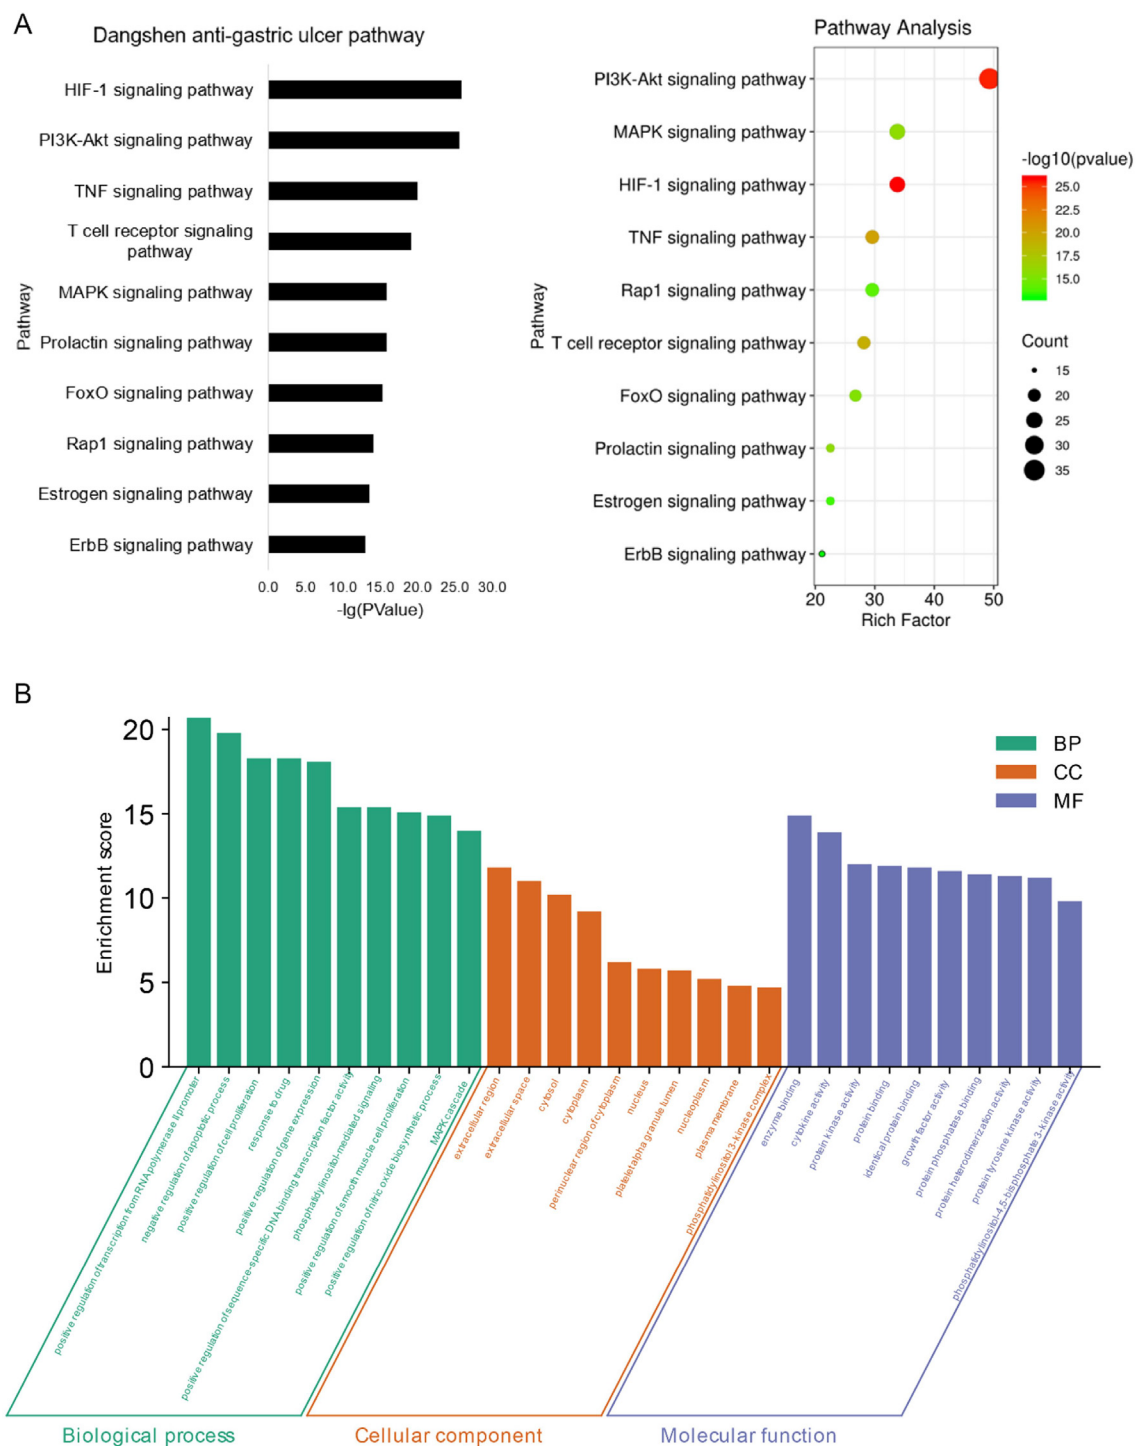 A
Dangshen anti-gastric ulcer pathway
Pathway
HIF-1 signaling pathway
PI3K-Akt signaling pathway
TNF signaling pathway
T cell receptor signaling
pathway
MAPK signaling pathway
Prolactin signaling pathway
FoxO signaling pathway
Rap1 signaling pathway
Estrogen signaling pathway
ErbB signaling pathway
0.0 5.0 10.0 15.0 20.0 25.0 30.0
-lg(PValue)
Pathway Analysis
Pathway
PI3K-Akt signaling pathway
MAPK signaling pathway
HIF-1 signaling pathway
TNF signaling pathway
Rap1 signaling pathway
T cell receptor signaling pathway
FoxO signaling pathway
Prolactin signaling pathway
Estrogen signaling pathway
ErbB signaling pathway
20 30 40 50
Rich Factor
-log10(pvalue)
25.0
22.5
20.0
17.5
15.0
Count
15
20
25
30
35
B
Enrichment score
20
15
10
5
0
BP
CC
MF
positive regulation of transcription from RNA polymerase II promoter
negative regulation of apoptotic process
positive regulation of cell proliferation
response to drug
positive regulation of gene expression
positive regulation of sequence-specific DNA binding transcription factor activity
phosphatidylinositol-mediated signaling
positive regulation of smooth muscle cell proliferation
positive regulation of nitric oxide biosynthetic process
MAPK cascade
extracellular region
extracellular space
cytosol
cytoplasm
perinuclear region of cytoplasm
nucleus
platelet alpha granule lumen
nucleoplasm
plasma membrane
phosphatidylinositol 3-kinase complex
enzyme binding
cytokine activity
protein kinase activity
protein binding
identical protein binding
growth factor activity
protein phosphatase binding
protein heterodimerization activity
protein tyrosine kinase activity
phosphatidylinositol-4,5-bisphosphate 3-kinase activity
Biological process
Cellular component
Molecular function